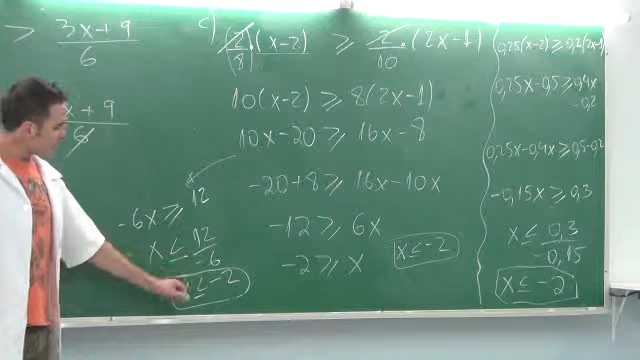 > 3x+9
6
x + 9
6
c) 2/8 (x-2) ≥ 2/10 (2x-1)
10(x-2) ≥ 8(2x-1)
10x-20 ≥ 16x-8
-20+8 ≥ 16x-10x
-12 ≥ 6x
-2 ≥ x
x ≤ -2
-6x ≥ 12
x ≤ 12/-6
x ≤ -2
0,25(x-2) ≥ 0,2(2x-1)
0,25x-0,5 ≥ 0,4x
-0,2
0,25x-0,4x ≥ 0,5-0,2
-0,15x ≥ 0,3
x ≤ 0,3/-0,15
x ≤ -2